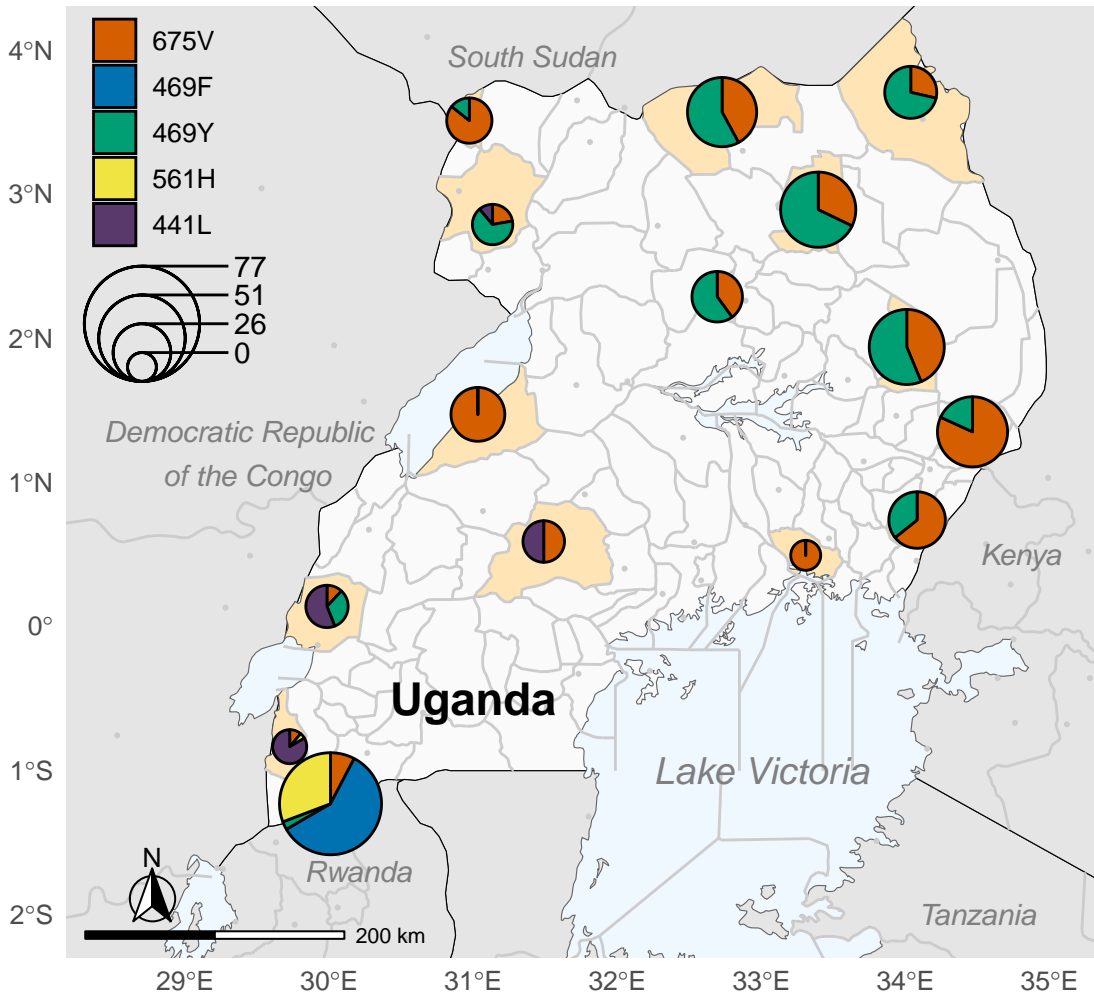 4°N
3°N
2°N
1°N
0°
1°S
2°S
675V
469F
469Y
561H
441L
77
51
26
0
South Sudan
Democratic Republic
of the Congo
Kenya
Uganda
Lake Victoria
Rwanda
Tanzania
N
200 km
29°E
30°E
31°E
32°E
33°E
34°E
35°E